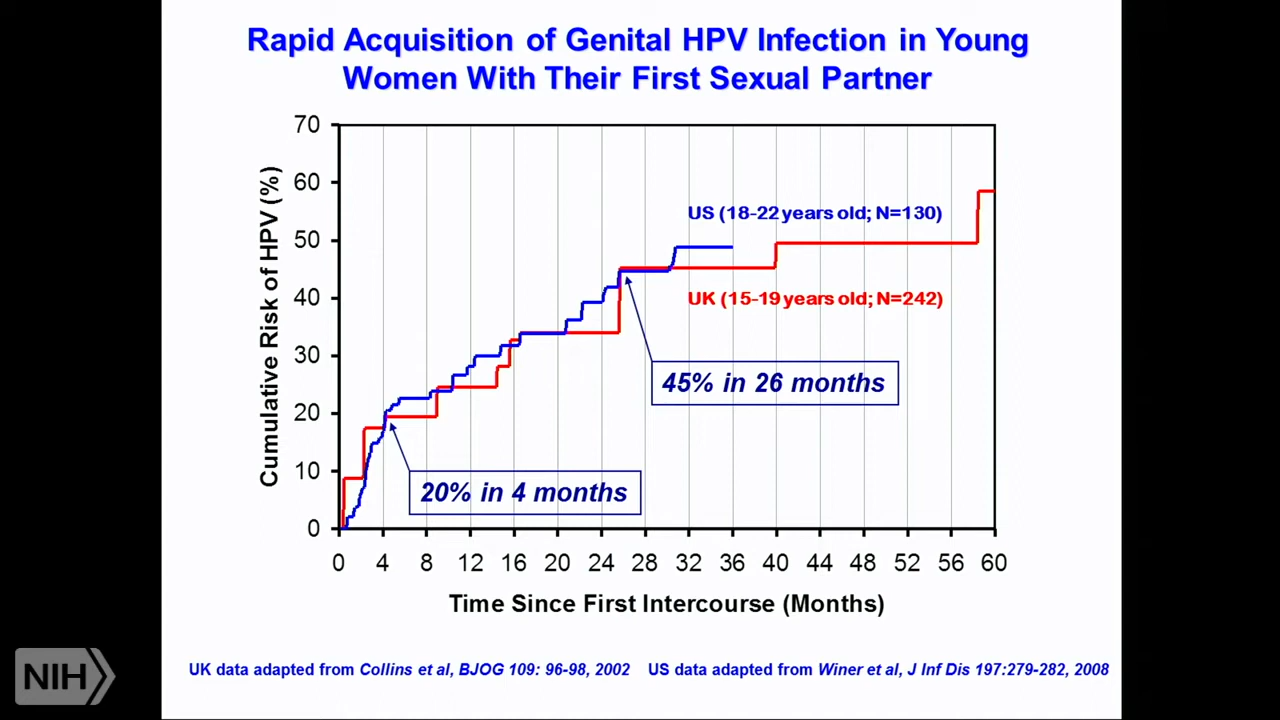 Rapid Acquisition of Genital HPV Infection in Young
Women With Their First Sexual Partner
70
60
50
40
30
20
10
0
Cumulative Risk of HPV (%)
US (18-22 years old; N=130)
UK (15-19 years old; N=242)
45% in 26 months
20% in 4 months
0 4 8 12 16 20 24 28 32 36 40 44 48 52 56 60
Time Since First Intercourse (Months)
UK data adapted from Collins et al, BJOG 109: 96-98, 2002 US data adapted from Winer et al, J Inf Dis 197:279-282, 2008
NIH